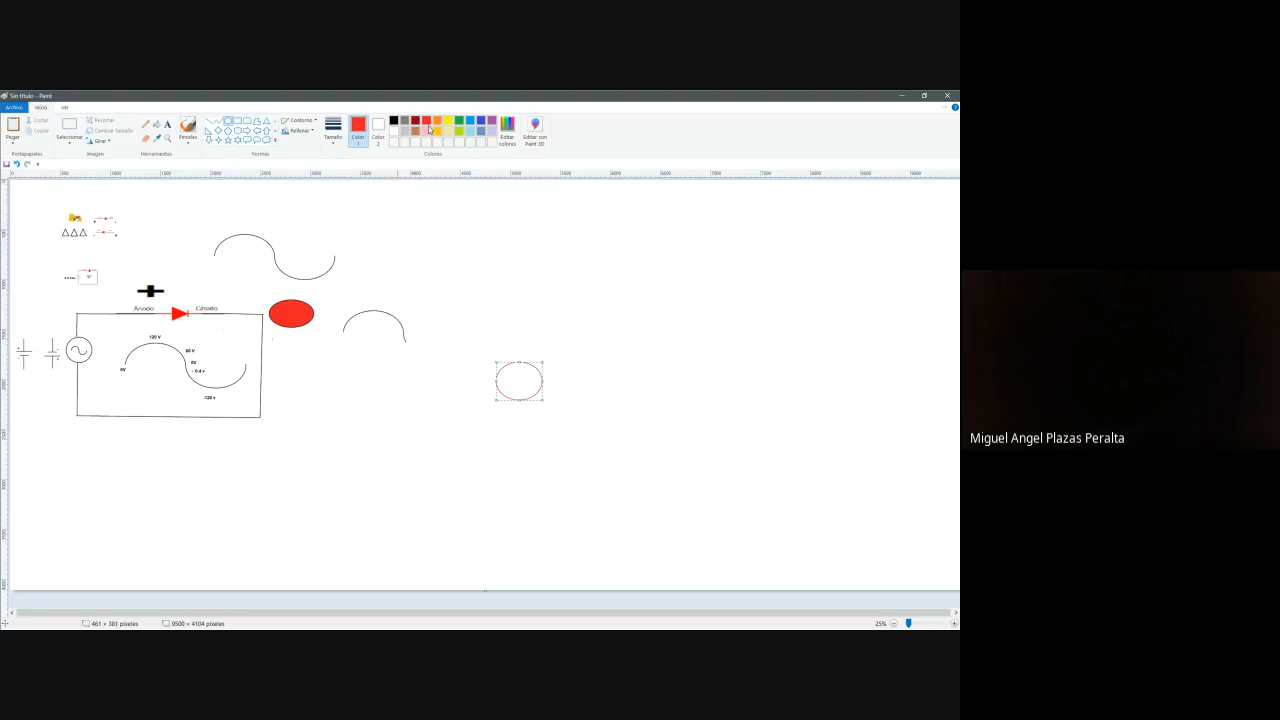 Sin título - Paint
Archivo
Inicio
Ver
Pegar
Cortar
Copiar
Portapapeles
Seleccionar
Recortar
Cambiar tamaño
Girar
Imagen
Herramientas
Pinceles
Contorno
Rellenar
Formas
Tamaño
Color 1
Color 2
Editar colores
Editar con Paint 3D
Colores
Ánodo
Cátodo
120 V
60 V
0V
0V
- 0.4 v
-120 v
461 × 381 píxeles
9500 × 4104 píxeles
25%
Miguel Angel Plazas Peralta